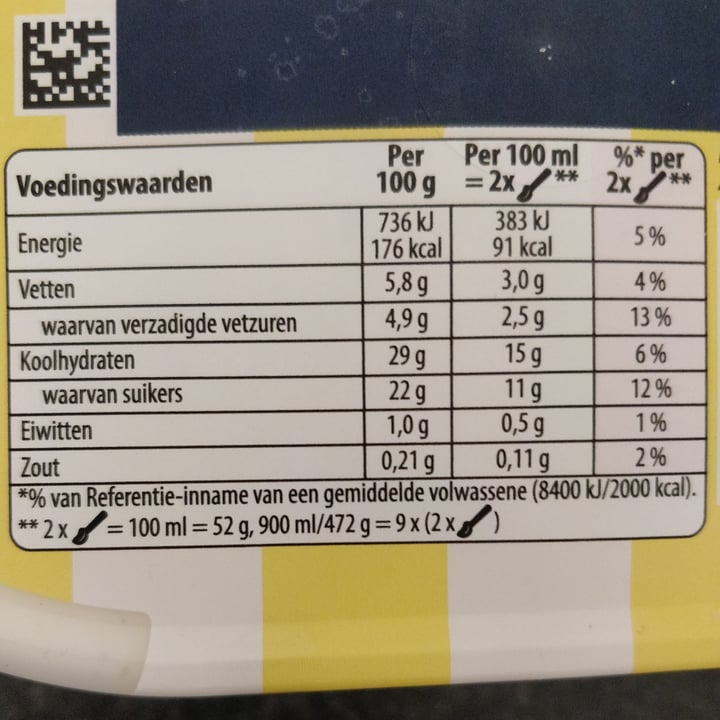 Voedingswaarden Per 100 g Per 100 ml = 2x ** %* per 2x **
Energie 736 kJ 176 kcal 383 kJ 91 kcal 5 %
Vetten 5,8 g 3,0 g 4 %
waarvan verzadigde vetzuren 4,9 g 2,5 g 13 %
Koolhydraten 29 g 15 g 6 %
waarvan suikers 22 g 11 g 12 %
Eiwitten 1,0 g 0,5 g 1 %
Zout 0,21 g 0,11 g 2 %
*% van Referentie-inname van een gemiddelde volwassene (8400 kJ/2000 kcal).
** 2 x = 100 ml = 52 g, 900 ml/472 g = 9 x (2 x )